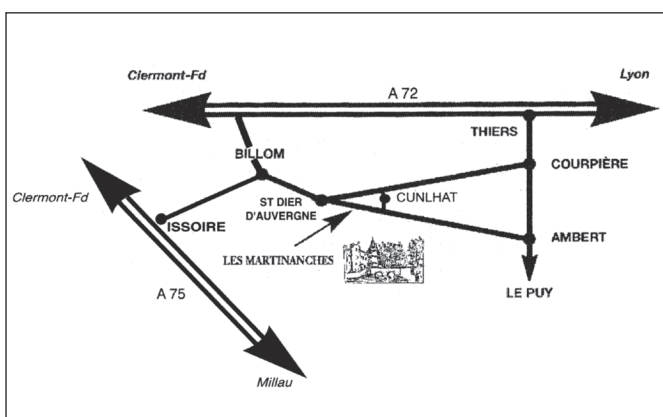 Clermont-Fd
Lyon
A 72
THIERS
BILLOM
COURPIÈRE
Clermont-Fd
ST DIER
D'AUVERGNE
CUNLHAT
ISSOIRE
AMBERT
LES MARTINANCHES
A 75
LE PUY
Millau